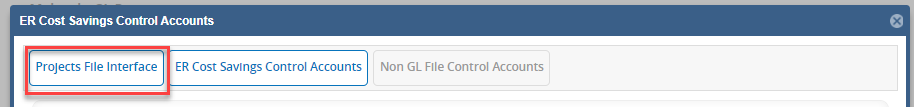 ER Cost Savings Control Accounts
Projects File Interface ER Cost Savings Control Accounts Non GL File Control Accounts